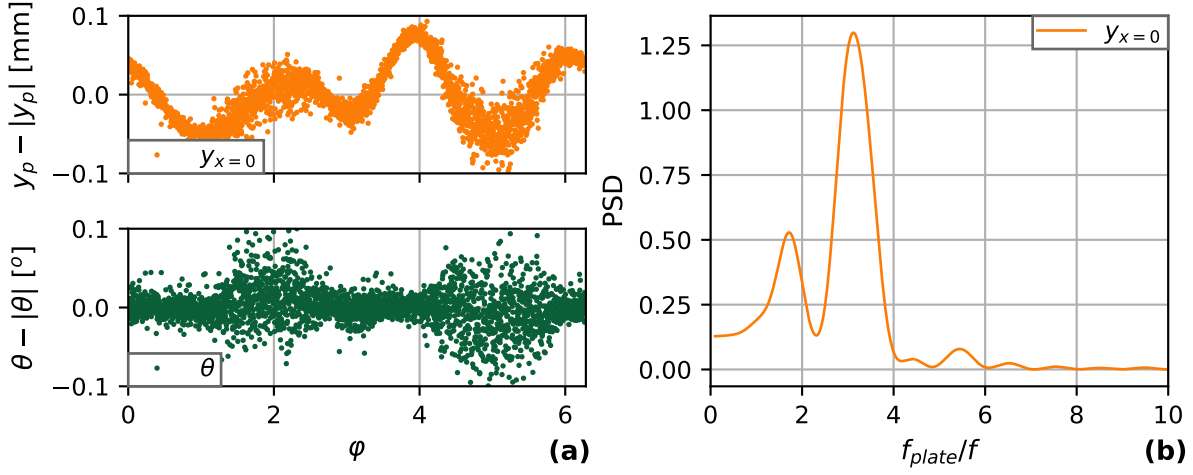 0.1
0.0
−0.1
y_p − |y_p| [mm]
y_{x=0}
0.1
0.0
−0.1
θ − |θ| [°]
θ
0 2 4 6
φ
(a)
1.25
1.00
0.75
0.50
0.25
0.00
PSD
y_{x=0}
0 2 4 6 8 10
f_{plate}/f
(b)